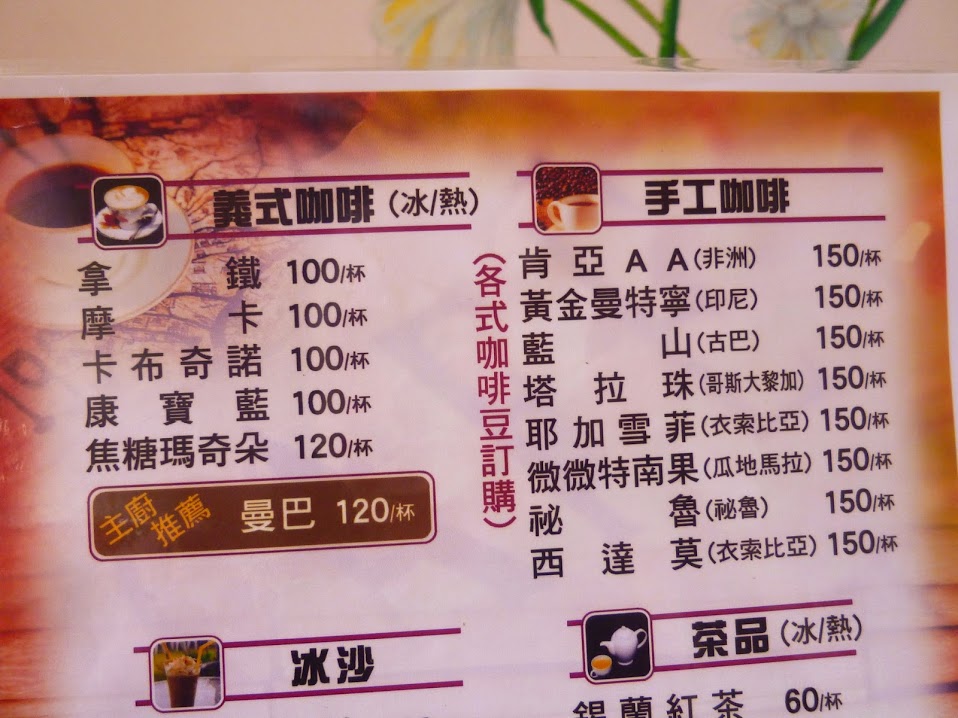 義式咖啡(冰/熱)
拿鐵 100/杯
摩卡 100/杯
卡布奇諾 100/杯
康寶藍 100/杯
焦糖瑪奇朵 120/杯
主廚推薦 曼巴 120/杯
(各式咖啡豆訂購)
手工咖啡
肯亞AA(非洲) 150/杯
黃金曼特寧(印尼) 150/杯
藍山(古巴) 150/杯
塔拉珠(哥斯大黎加) 150/杯
耶加雪菲(衣索比亞) 150/杯
微微特南果(瓜地馬拉) 150/杯
祕魯(祕魯) 150/杯
西達莫(衣索比亞) 150/杯
冰沙
茶品(冰/熱)
錫蘭紅茶 60/杯